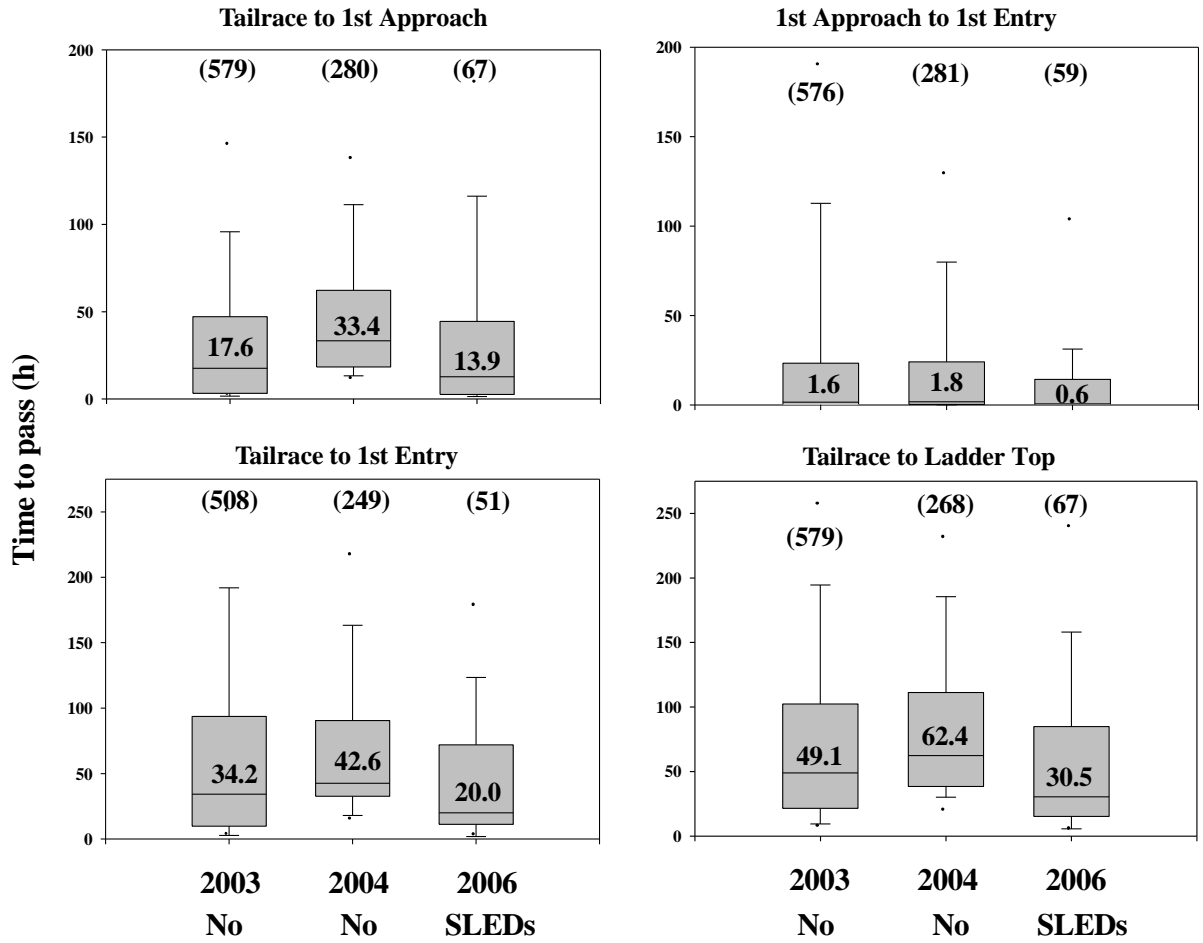 Tailrace to 1st Approach
200
150
100
50
0
(579) (280) (67)
17.6 33.4 13.9
1st Approach to 1st Entry
200
150
100
50
0
(576) (281) (59)
1.6 1.8 0.6
Time to pass (h)
Tailrace to 1st Entry
250
200
150
100
50
0
(508) (249) (51)
34.2 42.6 20.0
2003 2004 2006
No No SLEDs
Tailrace to Ladder Top
250
200
150
100
50
0
(579) (268) (67)
49.1 62.4 30.5
2003 2004 2006
No No SLEDs